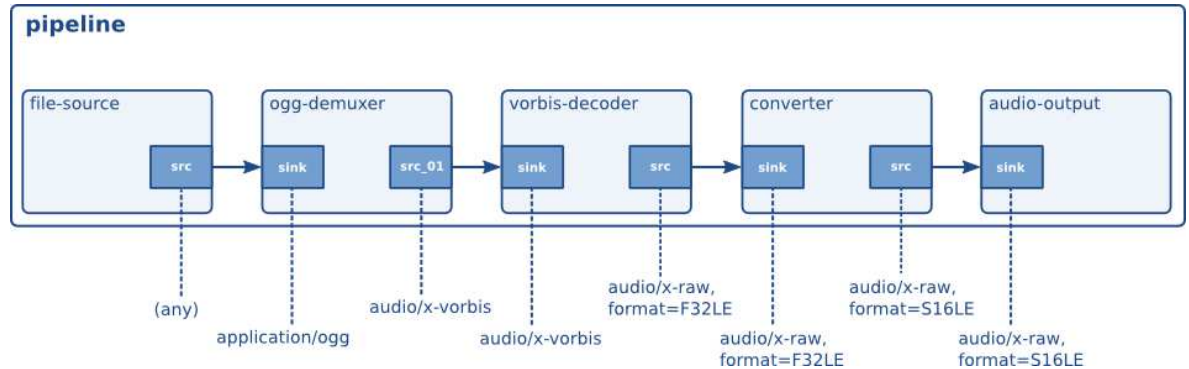 pipeline
file-source
ogg-demuxer
vorbis-decoder
converter
audio-output
src
sink
src_01
sink
src
sink
src
sink
(any)
application/ogg
audio/x-vorbis
audio/x-vorbis
audio/x-raw,
format=F32LE
audio/x-raw,
format=F32LE
audio/x-raw,
format=S16LE
audio/x-raw,
format=S16LE